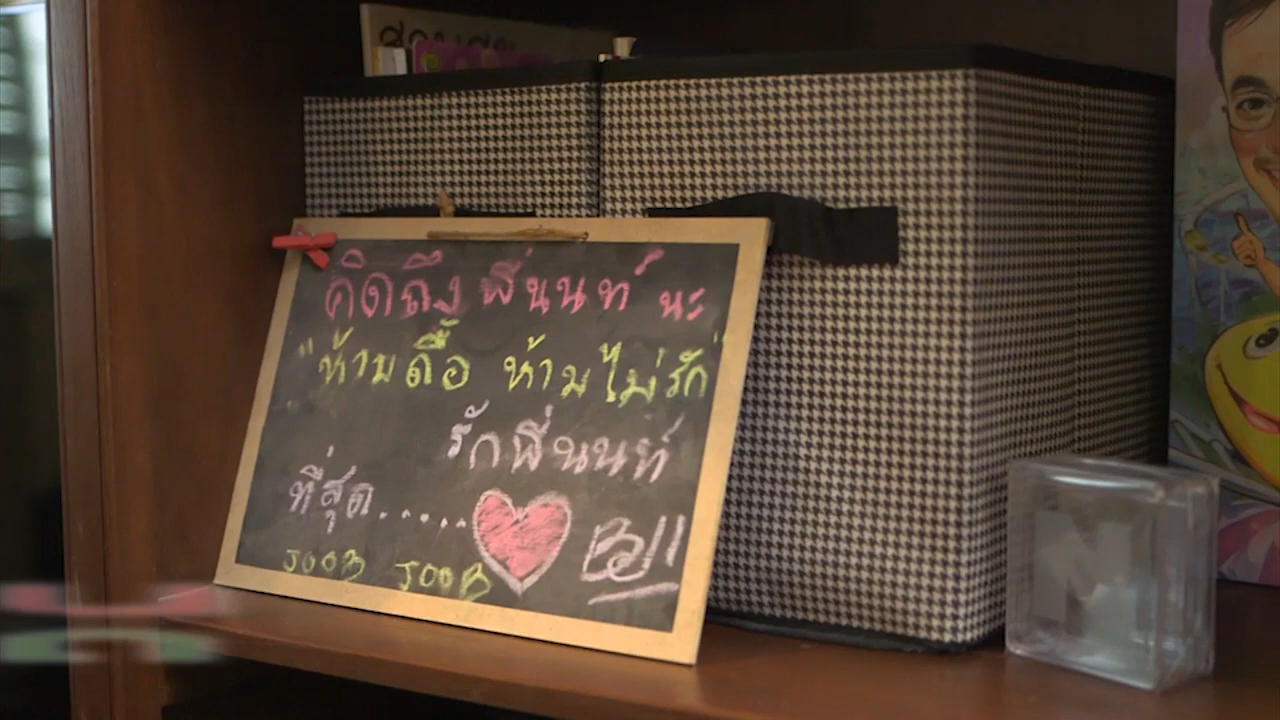 คิดถึงพี่นนท์ นะ
"ห้ามดื้อ ห้ามไม่รัก"
รักพี่นนท์
ที่สุด......
Ball
JOOB JOOB
N